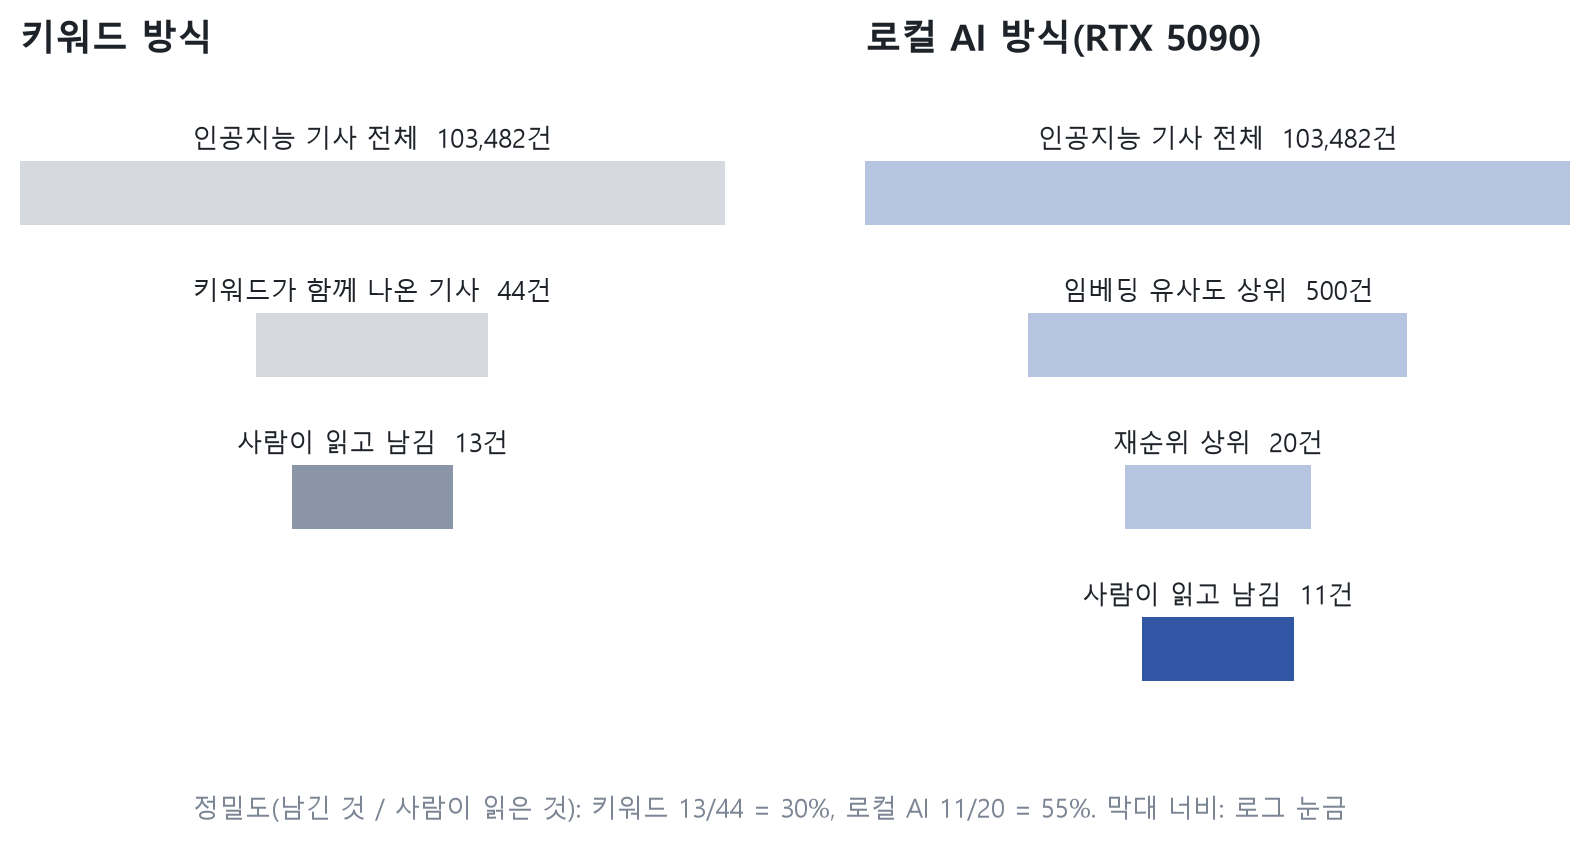 키워드 방식
인공지능 기사 전체 103,482건
키워드가 함께 나온 기사 44건
사람이 읽고 남김 13건
로컬 AI 방식(RTX 5090)
인공지능 기사 전체 103,482건
임베딩 유사도 상위 500건
재순위 상위 20건
사람이 읽고 남김 11건
정밀도(남긴 것 / 사람이 읽은 것): 키워드 13/44 = 30%, 로컬 AI 11/20 = 55%. 막대 너비: 로그 눈금